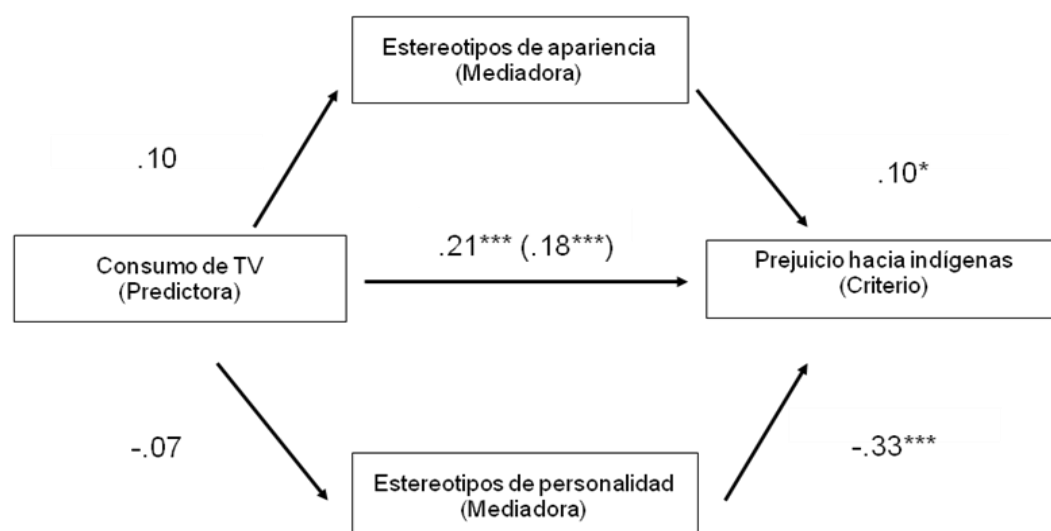 Estereotipos de apariencia
(Mediadora)
.10
.10*
.21*** (.18***)
Consumo de TV
(Predictora)
Prejuicio hacia indígenas
(Criterio)
-.07
-.33***
Estereotipos de personalidad
(Mediadora)